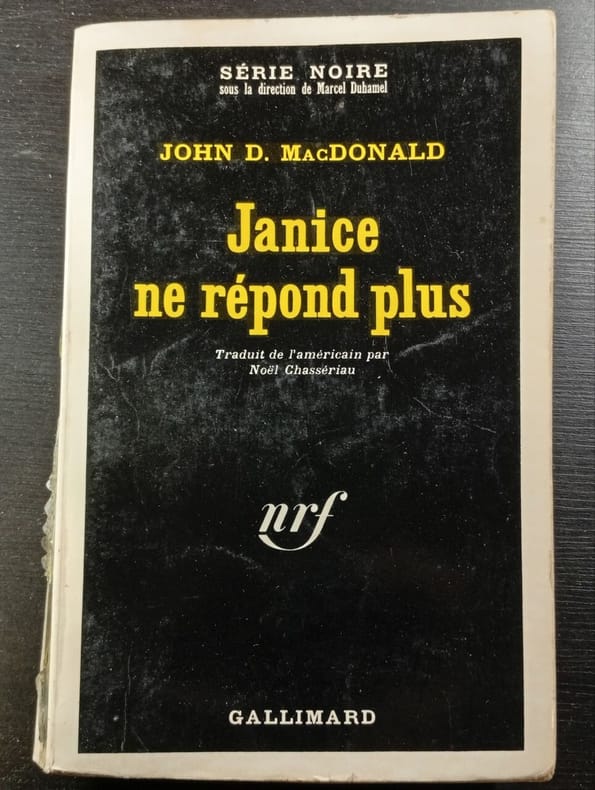 SÉRIE NOIRE
sous la direction de Marcel Duhamel
JOHN D. MACDONALD
Janice
ne répond plus
Traduit de l'américain par
Noël Chassériau
nrf
GALLIMARD